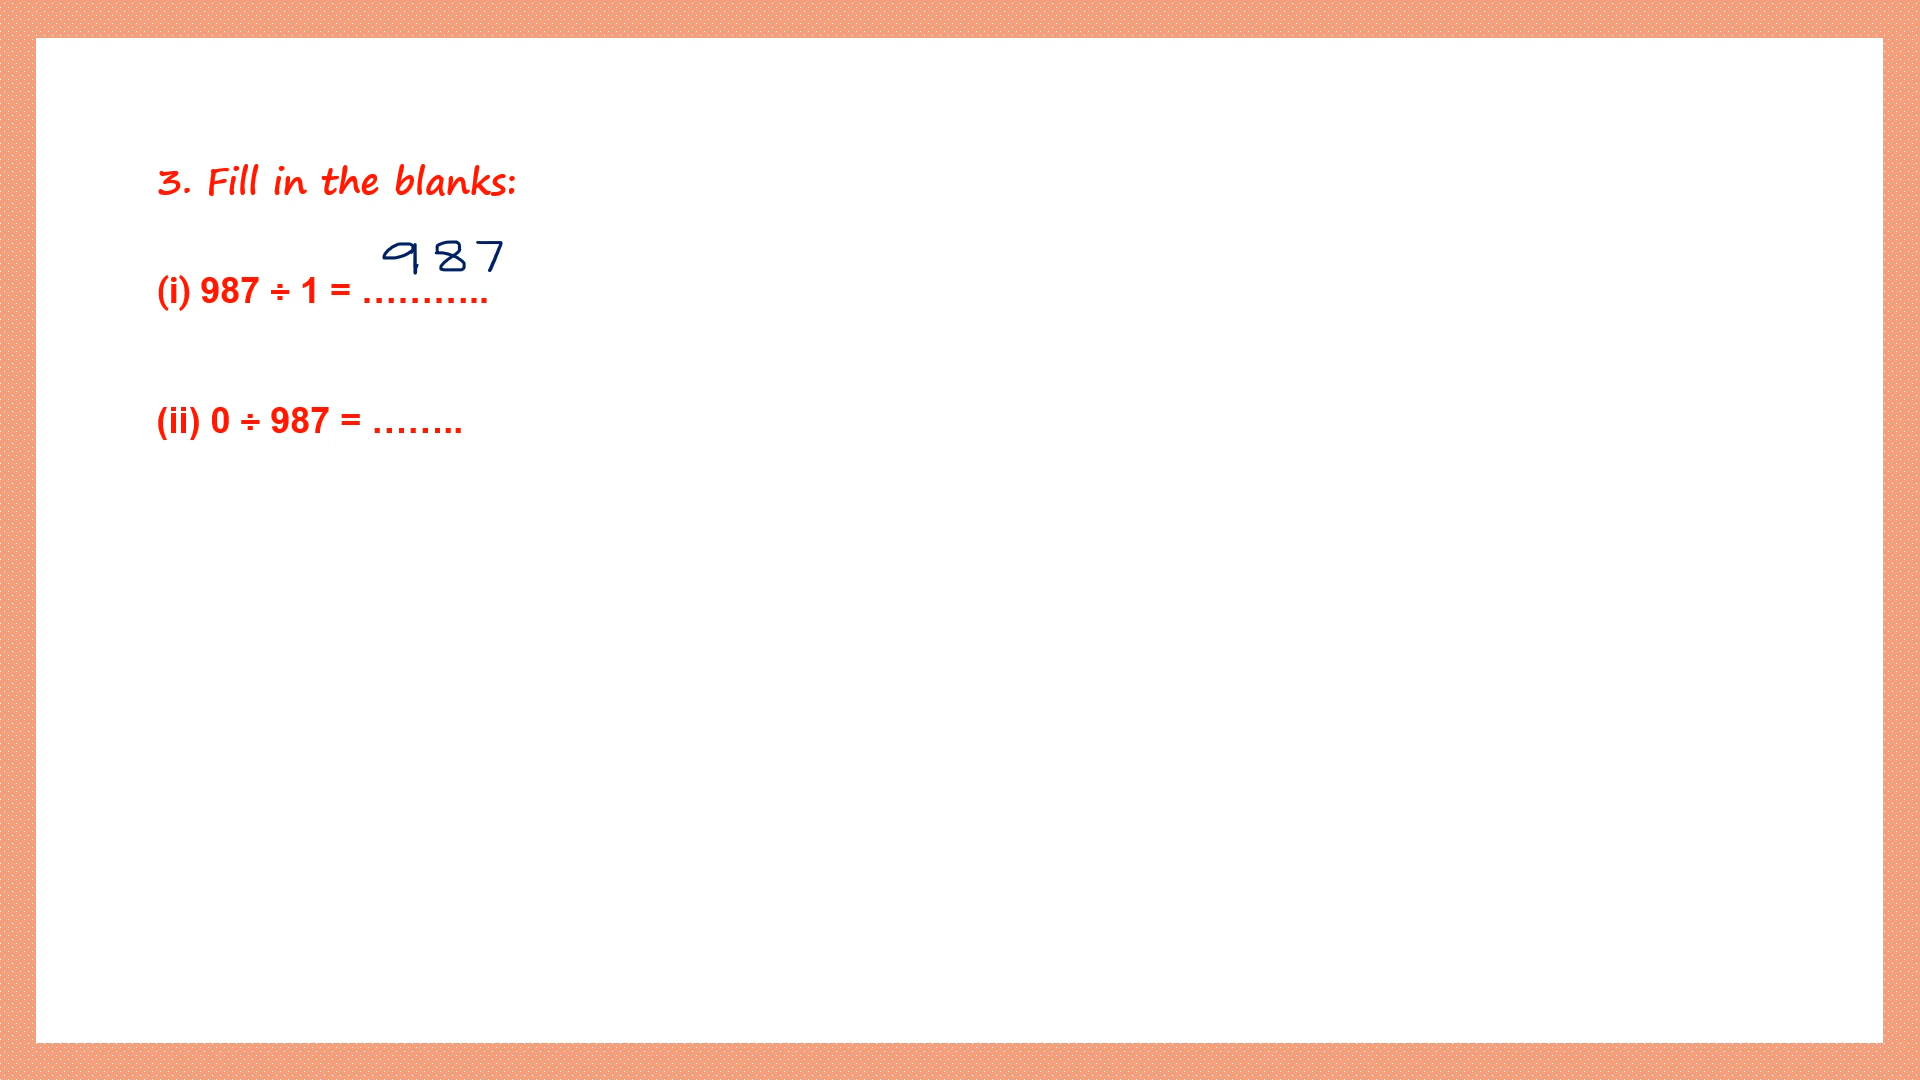 3. Fill in the blanks:
987
(i) 987 ÷ 1 = ………..
(ii) 0 ÷ 987 = ……..